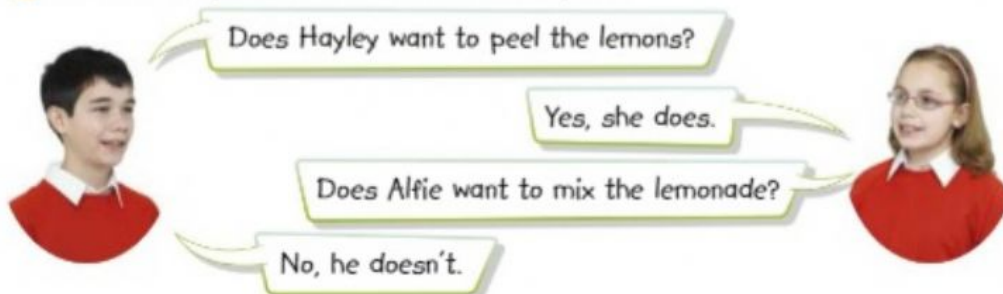 Does Hayley want to peel the lemons?
Yes, she does.
Does Alfie want to mix the lemonade?
No, he doesn't.